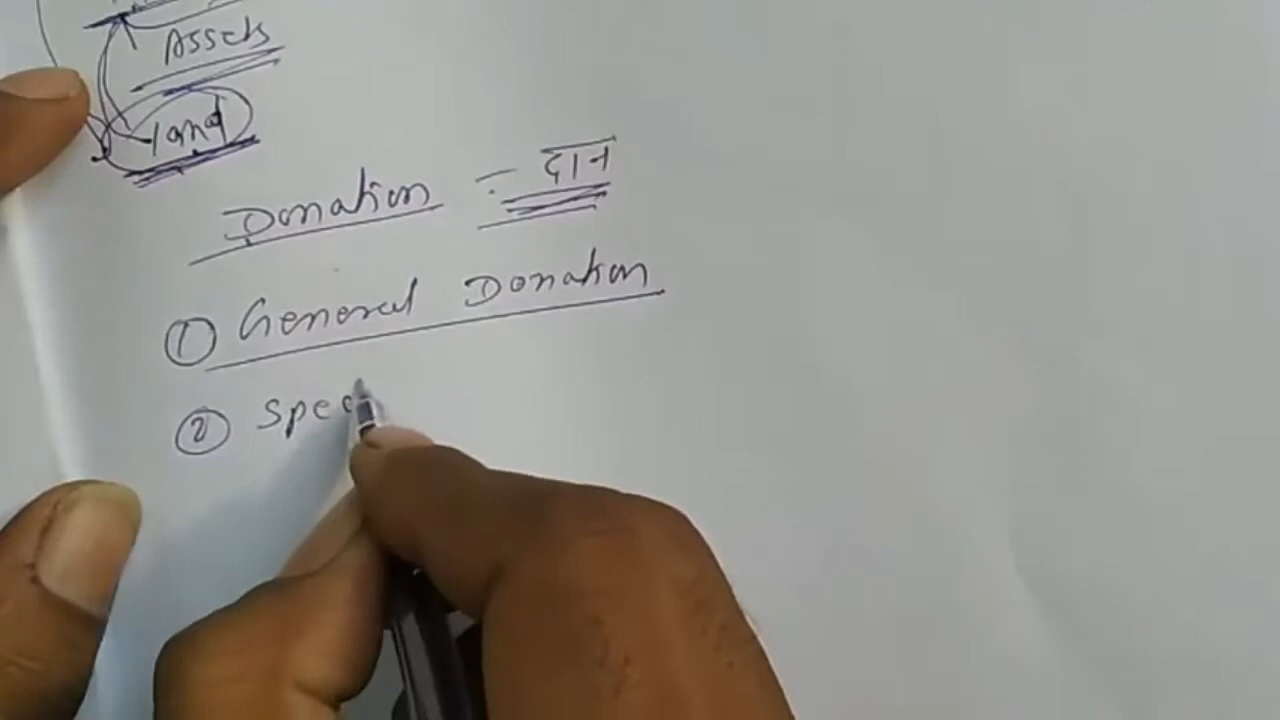 Assets
land
Donation :- दान
① General Donation
② Spec